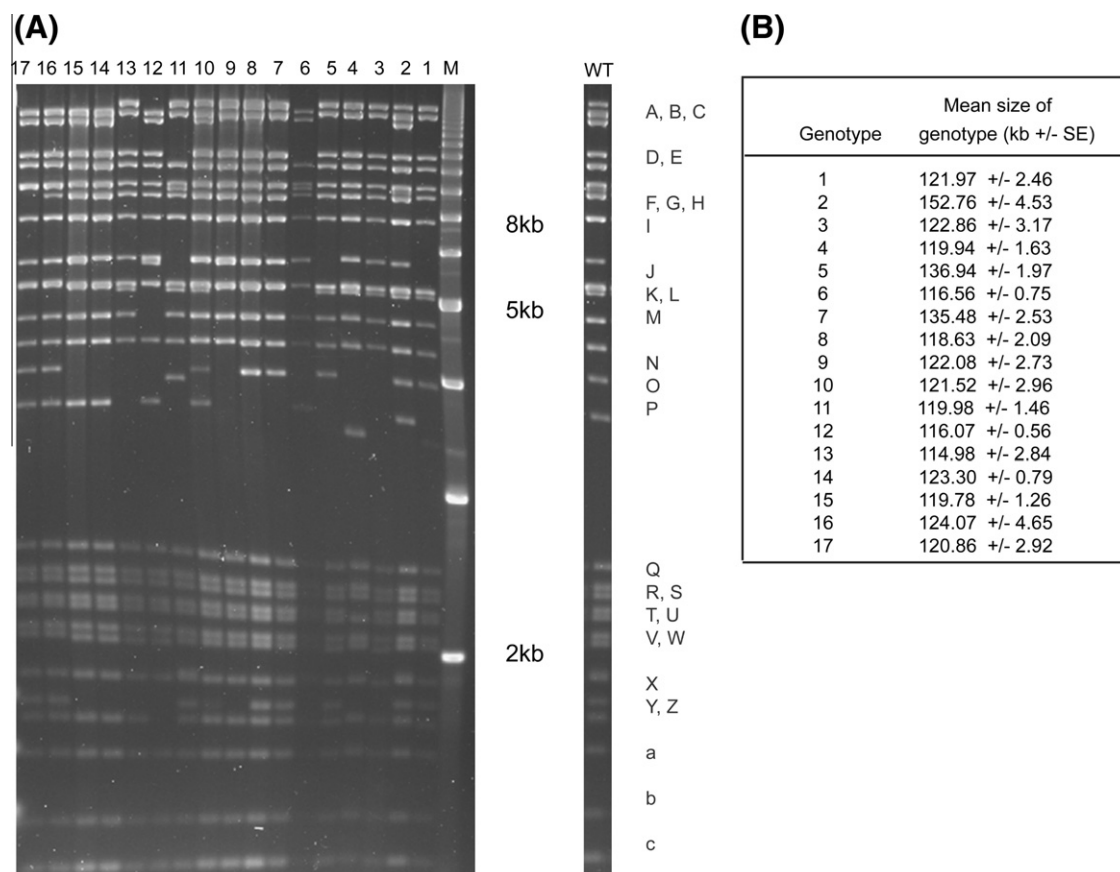 (A)
17 16 15 14 13 12 11 10 9 8 7 6 5 4 3 2 1 M
WT
A, B, C
D, E
F, G, H
8kb
I
J
K, L
5kb
M
N
O
P
Q
R, S
T, U
V, W
2kb
X
Y, Z
a
b
c
(B)
Genotype Mean size of genotype (kb +/- SE)
1 121.97 +/- 2.46
2 152.76 +/- 4.53
3 122.86 +/- 3.17
4 119.94 +/- 1.63
5 136.94 +/- 1.97
6 116.56 +/- 0.75
7 135.48 +/- 2.53
8 118.63 +/- 2.09
9 122.08 +/- 2.73
10 121.52 +/- 2.96
11 119.98 +/- 1.46
12 116.07 +/- 0.56
13 114.98 +/- 2.84
14 123.30 +/- 0.79
15 119.78 +/- 1.26
16 124.07 +/- 4.65
17 120.86 +/- 2.92